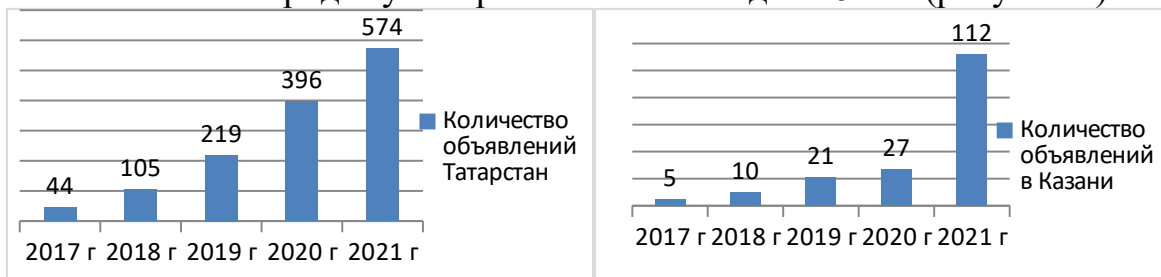 44
105
219
396
574
2017 г 2018 г 2019 г 2020 г 2021 г
Количество
объявлений
Татарстан
5
10
21
27
112
2017 г 2018 г 2019 г 2020 г 2021 г
Количество
объявлений
в Казани